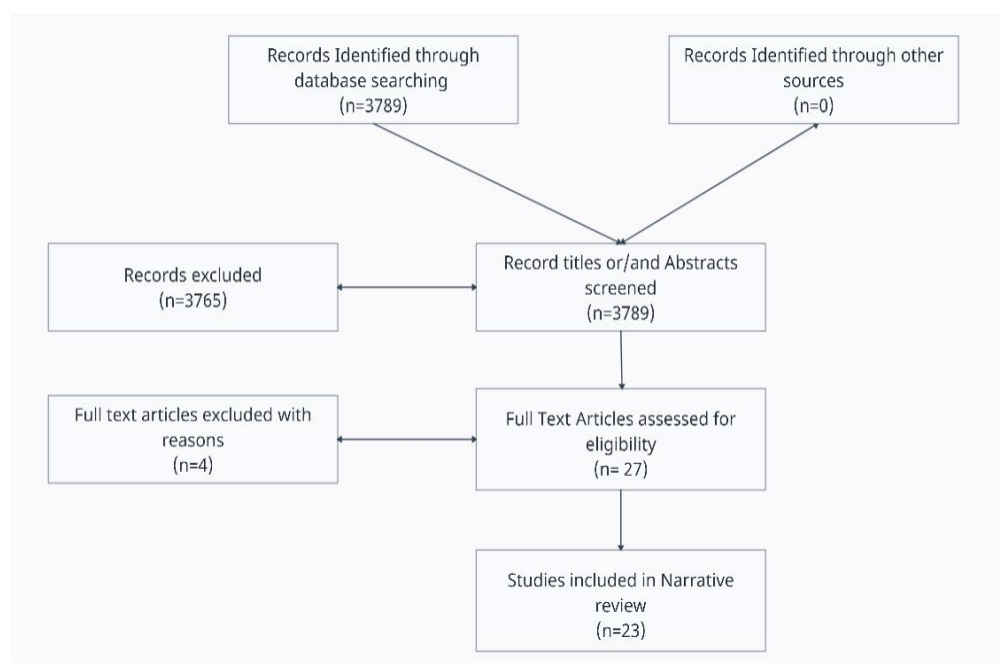 Records Identified through
database searching
(n=3789)
Records Identified through other
sources
(n=0)
Records excluded
(n=3765)
Record titles or/and Abstracts
screened
(n=3789)
Full text articles excluded with
reasons
(n=4)
Full Text Articles assessed for
eligibility
(n= 27)
Studies included in Narrative
review
(n=23)